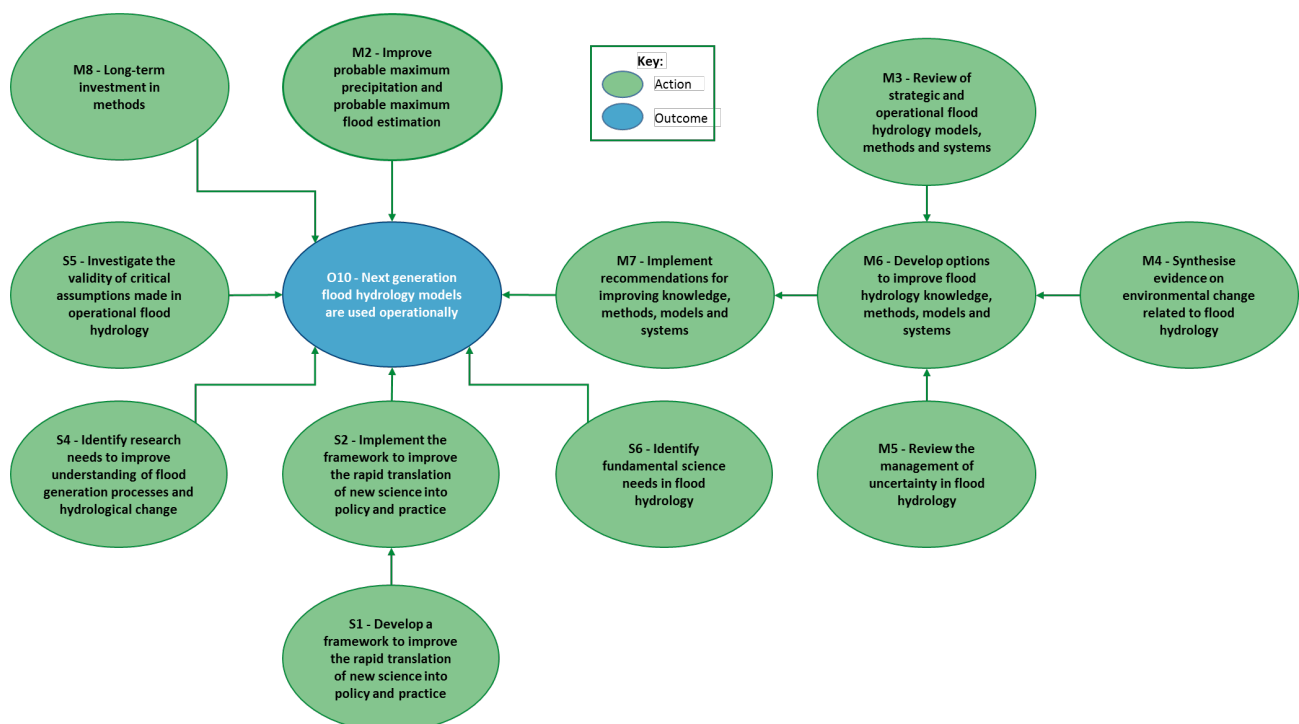 M8 - Long-term
investment in
methods
M2 - Improve
probable maximum
precipitation and
probable maximum
flood estimation
Key:
Action
Outcome
M3 - Review of
strategic and
operational flood
hydrology models,
methods and systems
S5 - Investigate the
validity of critical
assumptions made in
operational flood
hydrology
O10 - Next generation
flood hydrology models
are used operationally
M7 - Implement
recommendations for
improving knowledge,
methods, models and
systems
M6 - Develop options
to improve flood
hydrology knowledge,
methods, models and
systems
M4 - Synthesise
evidence on
environmental change
related to flood
hydrology
S4 - Identify research
needs to improve
understanding of flood
generation processes and
hydrological change
S2 - Implement the
framework to improve
the rapid translation
of new science into
policy and practice
S6 - Identify
fundamental science
needs in flood
hydrology
M5 - Review the
management of
uncertainty in flood
hydrology
S1 - Develop a
framework to improve
the rapid translation
of new science into
policy and practice